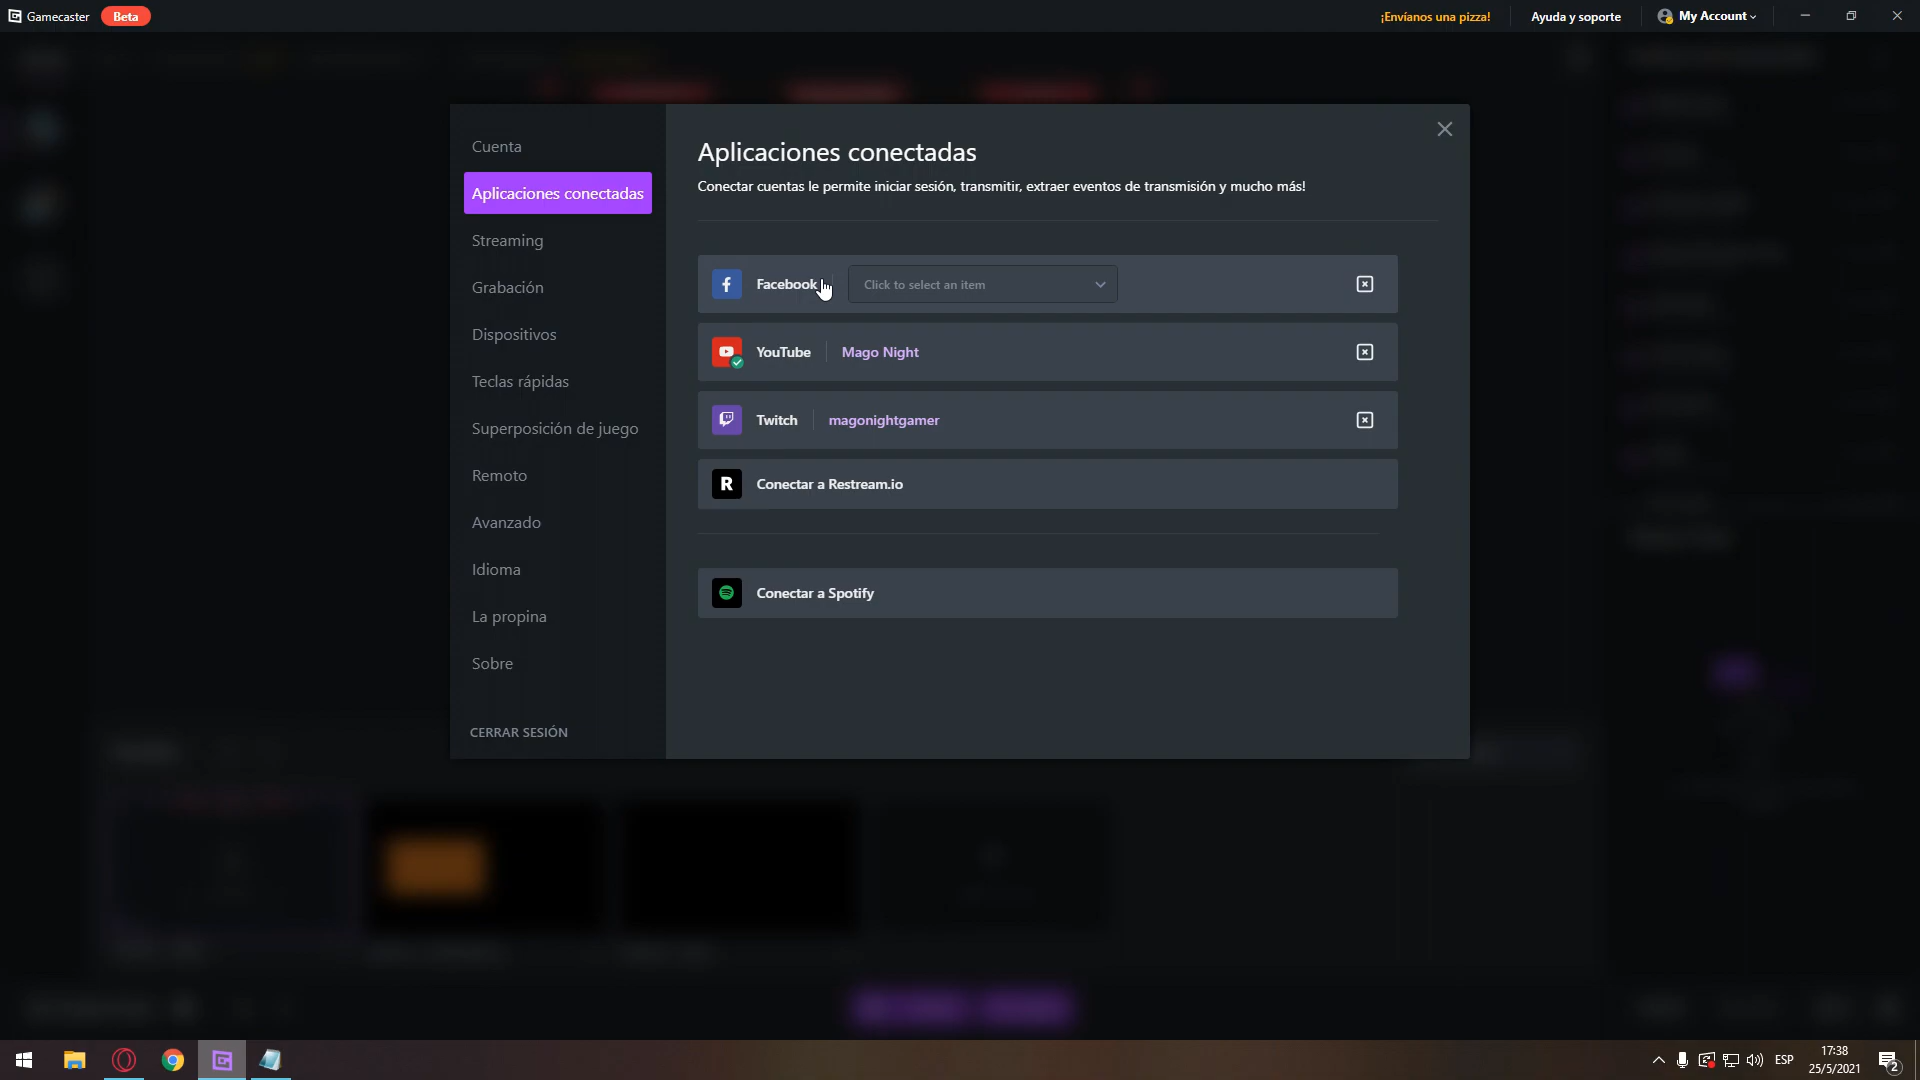 Gamecaster Beta
¡Envíanos una pizza!
Ayuda y soporte
My Account
Cuenta
Aplicaciones conectadas
Streaming
Grabación
Dispositivos
Teclas rápidas
Superposición de juego
Remoto
Avanzado
Idioma
La propina
Sobre
CERRAR SESIÓN
Aplicaciones conectadas
Conectar cuentas le permite iniciar sesión, transmitir, extraer eventos de transmisión y mucho más!
Facebook Click to select an item
YouTube Mago Night
Twitch magonightgamer
R Conectar a Restream.io
Conectar a Spotify
ESP
17:38
25/5/2021
2